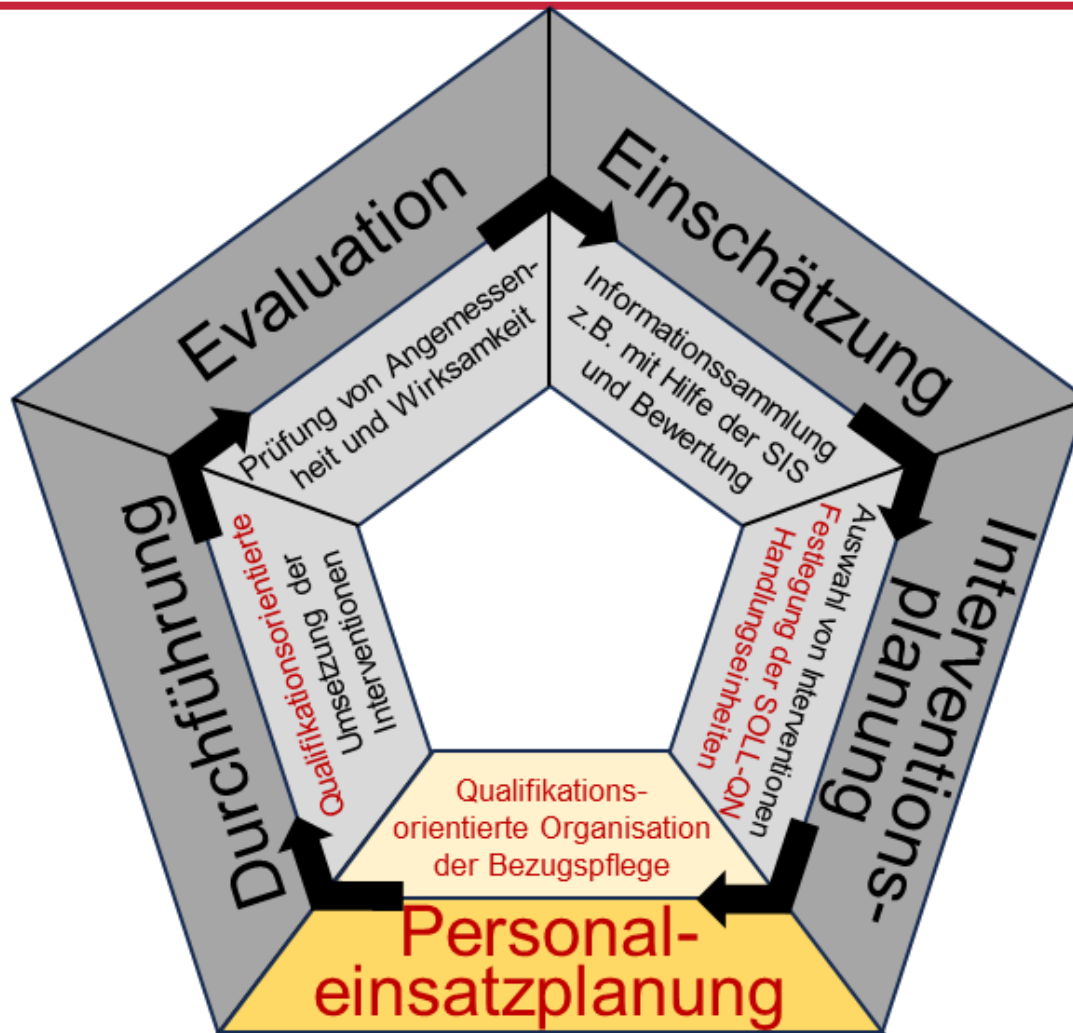 Einschätzung
Informationssammlung
z.B. mit Hilfe der SIS
und Bewertung
Interventions-
planung
Auswahl von Interventionen
Festlegung der SOLL-QN
Handlungseinheiten
Personal-
einsatzplanung
Qualifikations-
orientierte Organisation
der Bezugspflege
Durchführung
Qualifikationsorientierte
Umsetzung der
Interventionen
Evaluation
Prüfung von Angemessen-
heit und Wirksamkeit